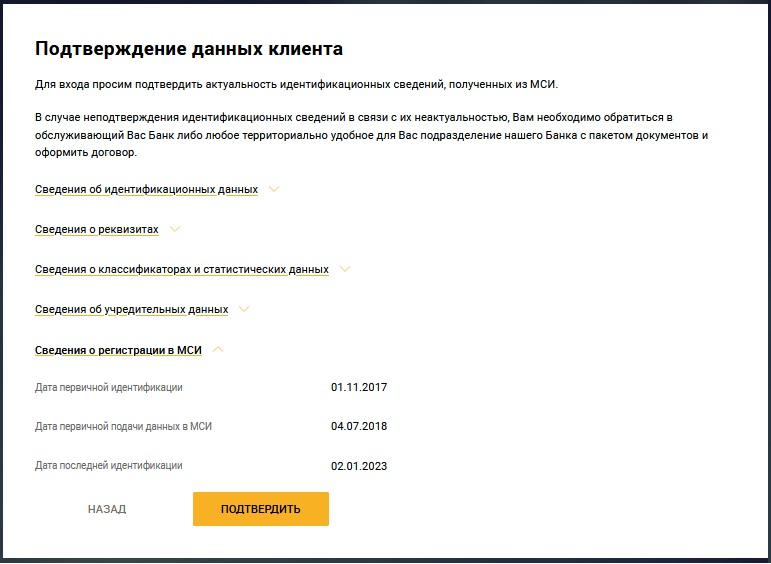 Подтверждение данных клиента
Для входа просим подтвердить актуальность идентификационных сведений, полученных из МСИ.
В случае неподтверждения идентификационных сведений в связи с их неактуальностью, Вам необходимо обратиться в
обслуживающий Вас Банк либо любое территориально удобное для Вас подразделение нашего Банка с пакетом документов и
оформить договор.
Сведения об идентификационных данных
Сведения о реквизитах
Сведения о классификаторах и статистических данных
Сведения об учредительных данных
Сведения о регистрации в МСИ
Дата первичной идентификации 01.11.2017
Дата первичной подачи данных в МСИ 04.07.2018
Дата последней идентификации 02.01.2023
НАЗАД ПОДТВЕРДИТЬ